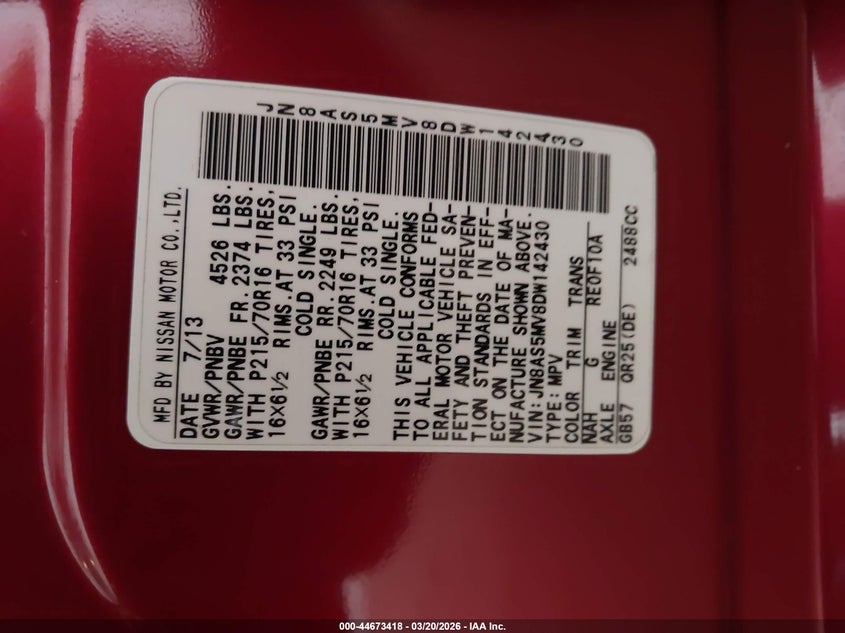 JN8AS5MV8DW142430
MFD BY NISSAN MOTOR CO.,LTD.
DATE 7/13
GVWR/PNBV 4526 LBS.
GAWR/PNBE FR.2374 LBS.
WITH P215/70R16 TIRES,
16X6½ RIMS.AT 33 PSI
COLD SINGLE.
GAWR/PNBE RR.2249 LBS.
WITH P215/70R16 TIRES,
16X6½ RIMS.AT 33 PSI
COLD SINGLE.
THIS VEHICLE CONFORMS
TO ALL APPLICABLE FED-
ERAL MOTOR VEHICLE SA-
FETY AND THEFT PREVEN-
TION STANDARDS IN EFF-
ECT ON THE DATE OF MA-
NUFACTURE SHOWN ABOVE.
VIN:JN8AS5MV8DW142430
TYPE:MPV
COLOR TRIM TRANS
NAH G RE0F10A
AXLE ENGINE
GB57 QR25(DE) 2488CC
000-44673418 - 03/20/2026 - IAA Inc.